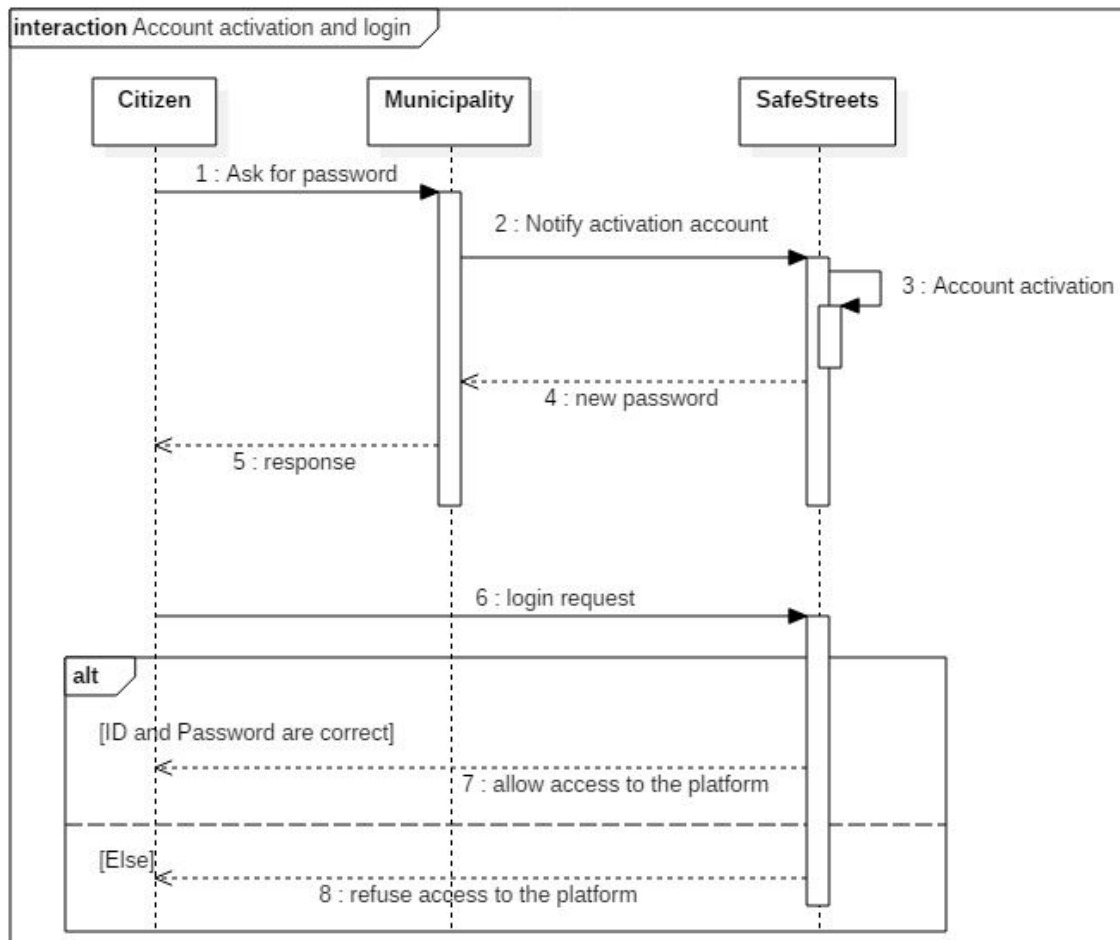 interaction Account activation and login
Citizen
Municipality
SafeStreets
1 : Ask for password
2 : Notify activation account
3 : Account activation
4 : new password
5 : response
6 : login request
alt
[ID and Password are correct]
7 : allow access to the platform
[Else]
8 : refuse access to the platform